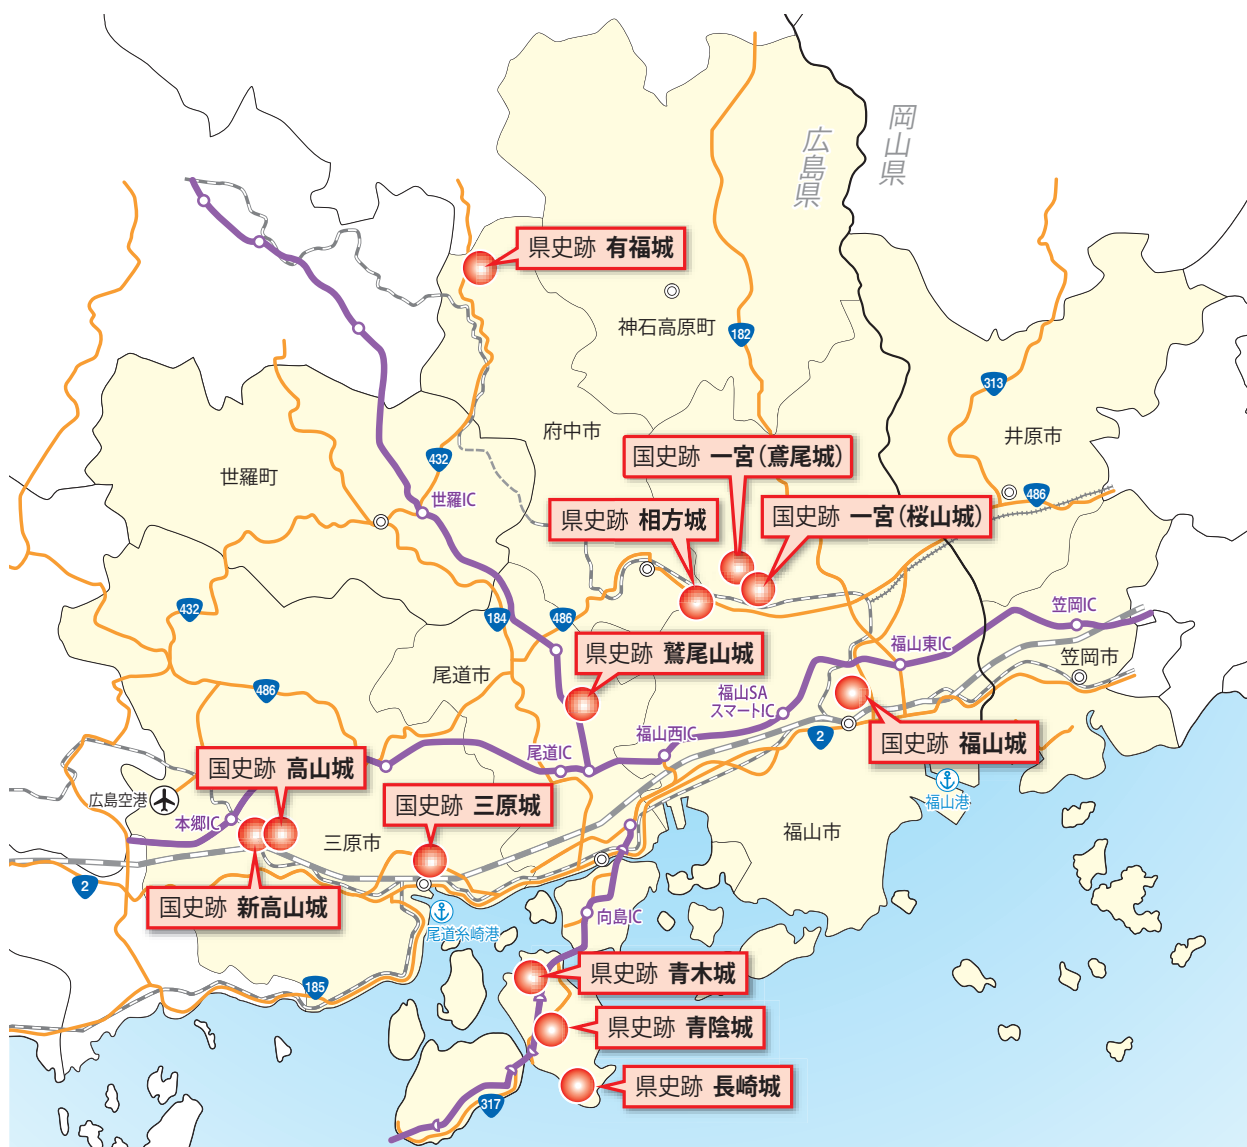 岡山県
広島県
県史跡 有福城
神石高原町
182
313
府中市
井原市
国史跡 一宮(鳶尾城)
432
世羅町
世羅IC
486
県史跡 相方城
国史跡 一宮(桜山城)
432
184
486
笠岡IC
福山東IC
県史跡 鷲尾山城
笠岡市
尾道市
486
福山SA
スマートIC
福山西IC
2
国史跡 福山城
尾道IC
国史跡 高山城
広島空港
国史跡 三原城
福山港
本郷IC
三原市
福山市
2
国史跡 新高山城
向島IC
尾道糸崎港
県史跡 青木城
185
県史跡 青陰城
県史跡 長崎城
317